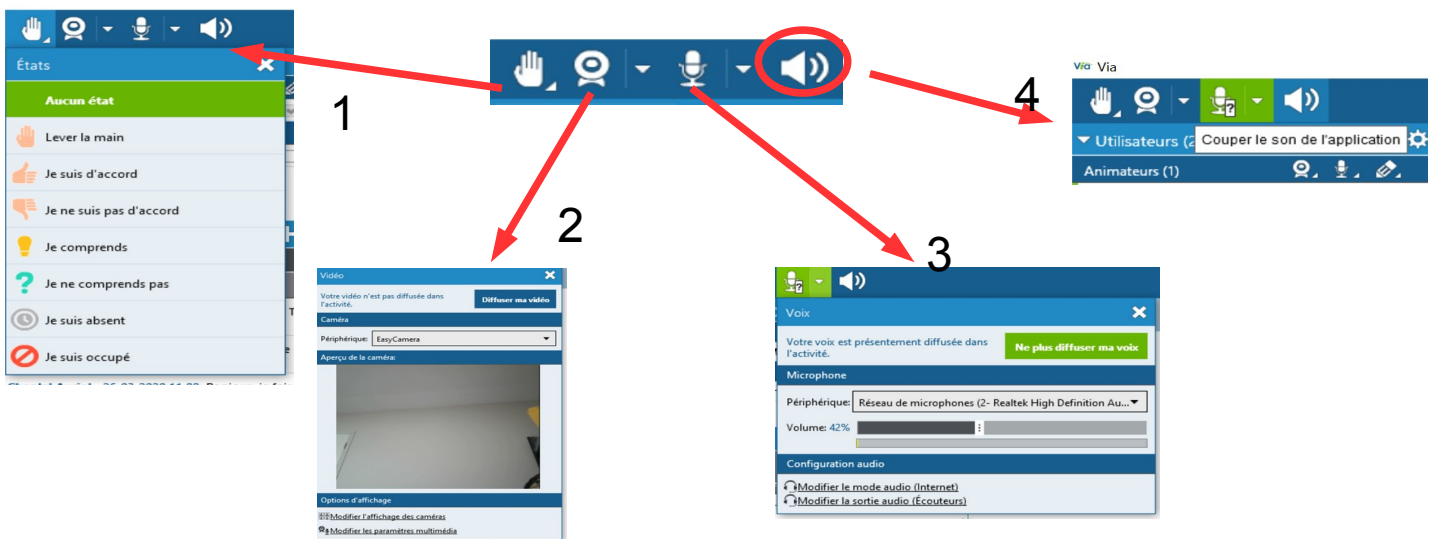 États
Aucun état
Lever la main
Je suis d'accord
Je ne suis pas d'accord
Je comprends
Je ne comprends pas
Je suis absent
Je suis occupé
1
2
Vidéo
Votre vidéo n'est pas diffusée dans
l'activité.
Diffuser ma vidéo
Caméra
Périphérique: EasyCamera
Aperçu de la caméra:
Options d'affichage
Modifier l'affichage des caméras
Modifier les paramètres multimédia
3
Voix
Votre voix est présentement diffusée dans
l'activité.
Ne plus diffuser ma voix
Microphone
Périphérique: Réseau de microphones (2- Realtek High Definition Au...
Volume: 42%
Configuration audio
Modifier le mode audio (Internet)
Modifier la sortie audio (Écouteurs)
4
Via Via
Utilisateurs (2
Couper le son de l'application
Animateurs (1)